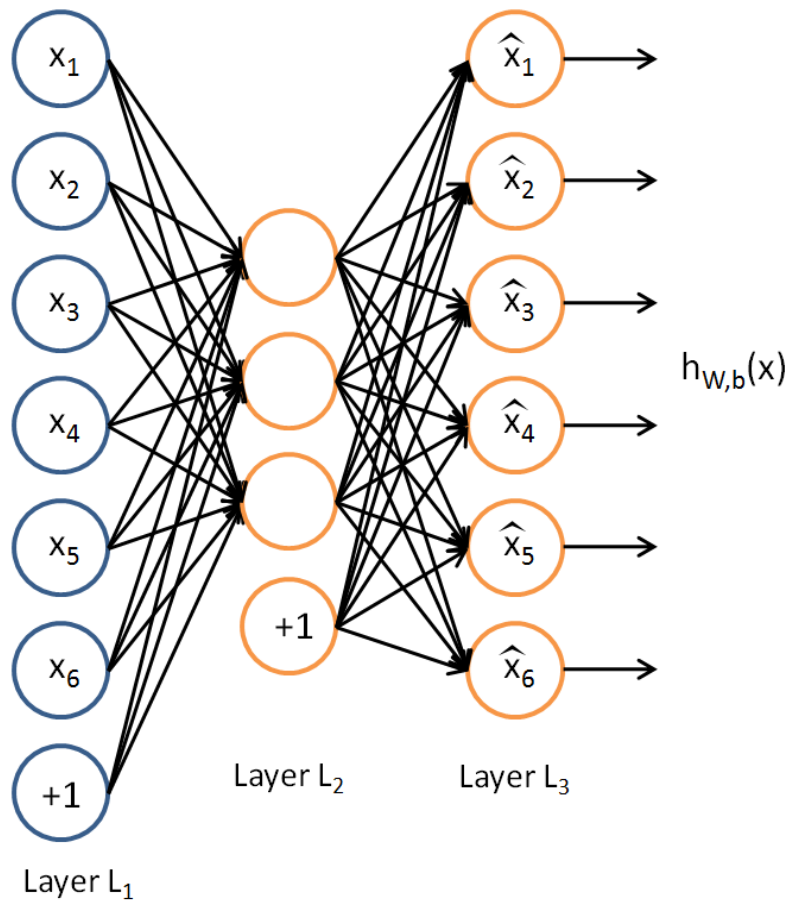 x₁
x₂
x₃
x₄
x₅
x₆
+1
Layer L₁
+1
Layer L₂
x̂₁
x̂₂
x̂₃
x̂₄
x̂₅
x̂₆
Layer L₃
h_W,b(x)